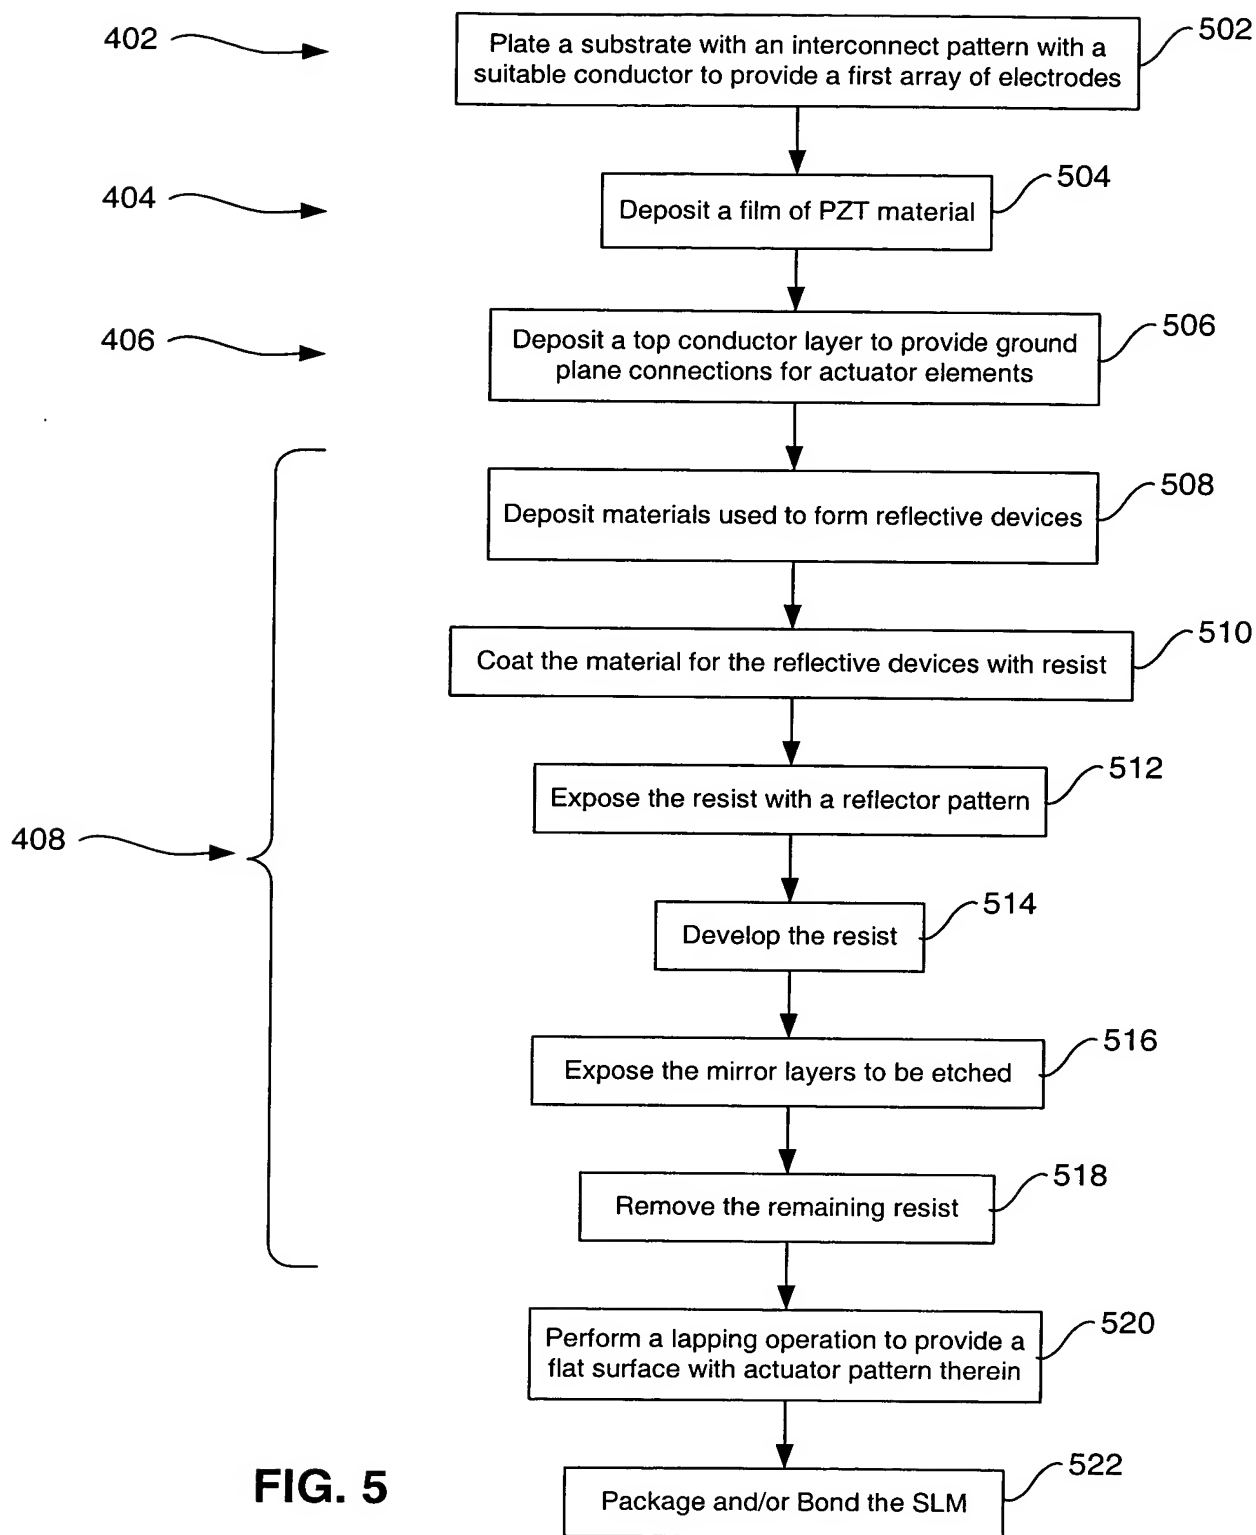 402
502
Plate a substrate with an interconnect pattern with a
suitable conductor to provide a first array of electrodes
404
504
Deposit a film of PZT material
406
506
Deposit a top conductor layer to provide ground
plane connections for actuator elements
508
Deposit materials used to form reflective devices
510
Coat the material for the reflective devices with resist
512
Expose the resist with a reflector pattern
408
514
Develop the resist
516
Expose the mirror layers to be etched
518
Remove the remaining resist
520
Perform a lapping operation to provide a
flat surface with actuator pattern therein
FIG. 5
522
Package and/or Bond the SLM